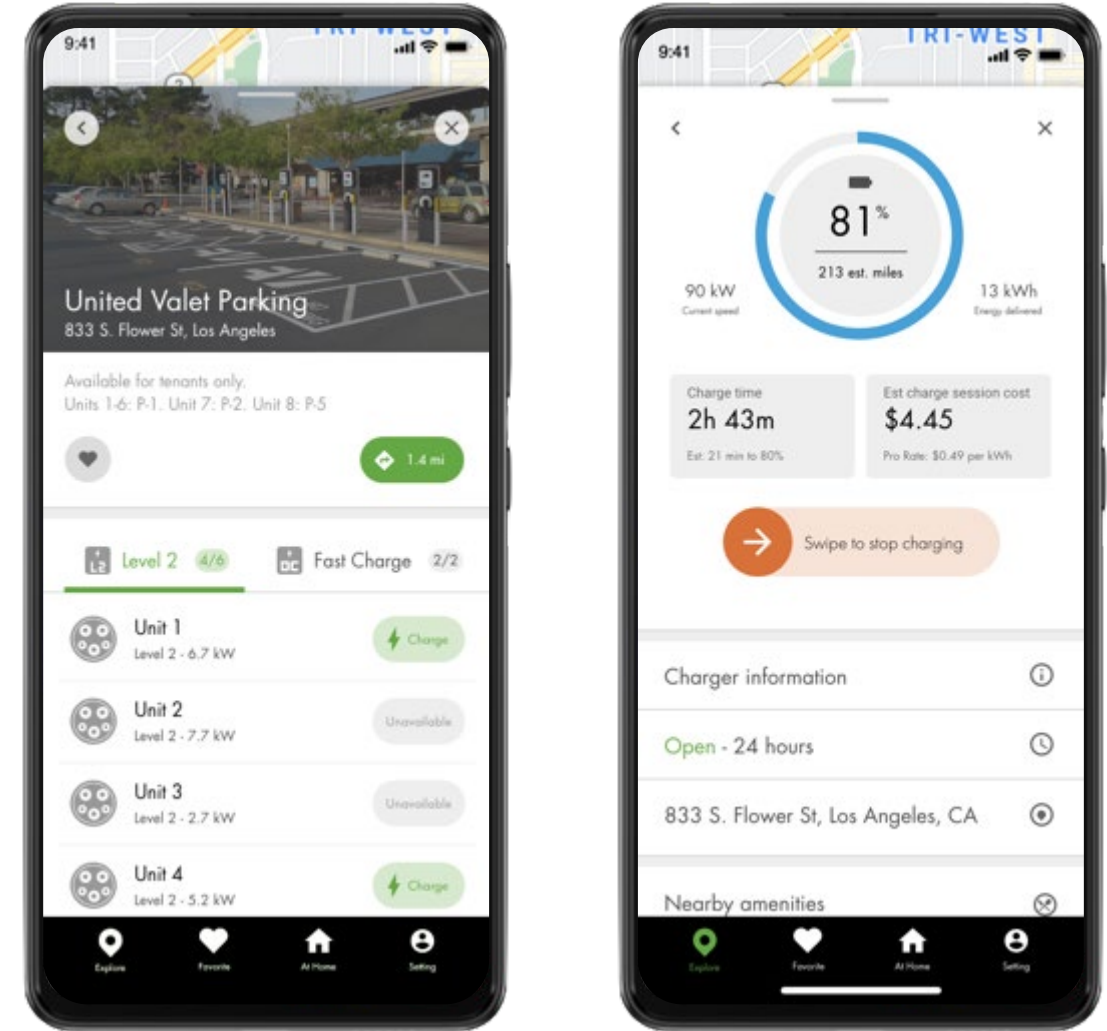 9:41
TRI-WEST
United Valet Parking
833 S. Flower St, Los Angeles
Available for tenants only.
Units 1-6: P-1. Unit 7: P-2. Unit 8: P-5
1.4 mi
L2
Level 2
4/6
DC
Fast Charge
2/2
Unit 1
Level 2 - 6.7 kW
Charge
Unit 2
Level 2 - 7.7 kW
Unavailable
Unit 3
Level 2 - 2.7 kW
Unavailable
Unit 4
Level 2 - 5.2 kW
Charge
Explore
Favorite
At Home
Setting
9:41
TRI-WEST
81%
213 est. miles
90 kW
Current speed
13 kWh
Energy delivered
Charge time
2h 43m
Est. 21 min to 80%
Est charge session cost
$4.45
Pro Rate: $0.49 per kWh
Swipe to stop charging
Charger information
Open - 24 hours
833 S. Flower St, Los Angeles, CA
Nearby amenities
Explore
Favorite
At Home
Setting